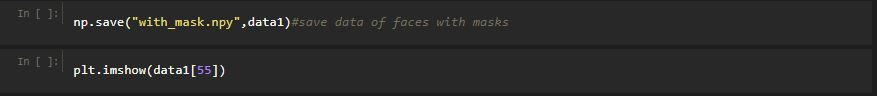 In [ ]: np.save("with_mask.npy",data1)#save data of faces with masks
In [ ]: plt.imshow(data1[55])